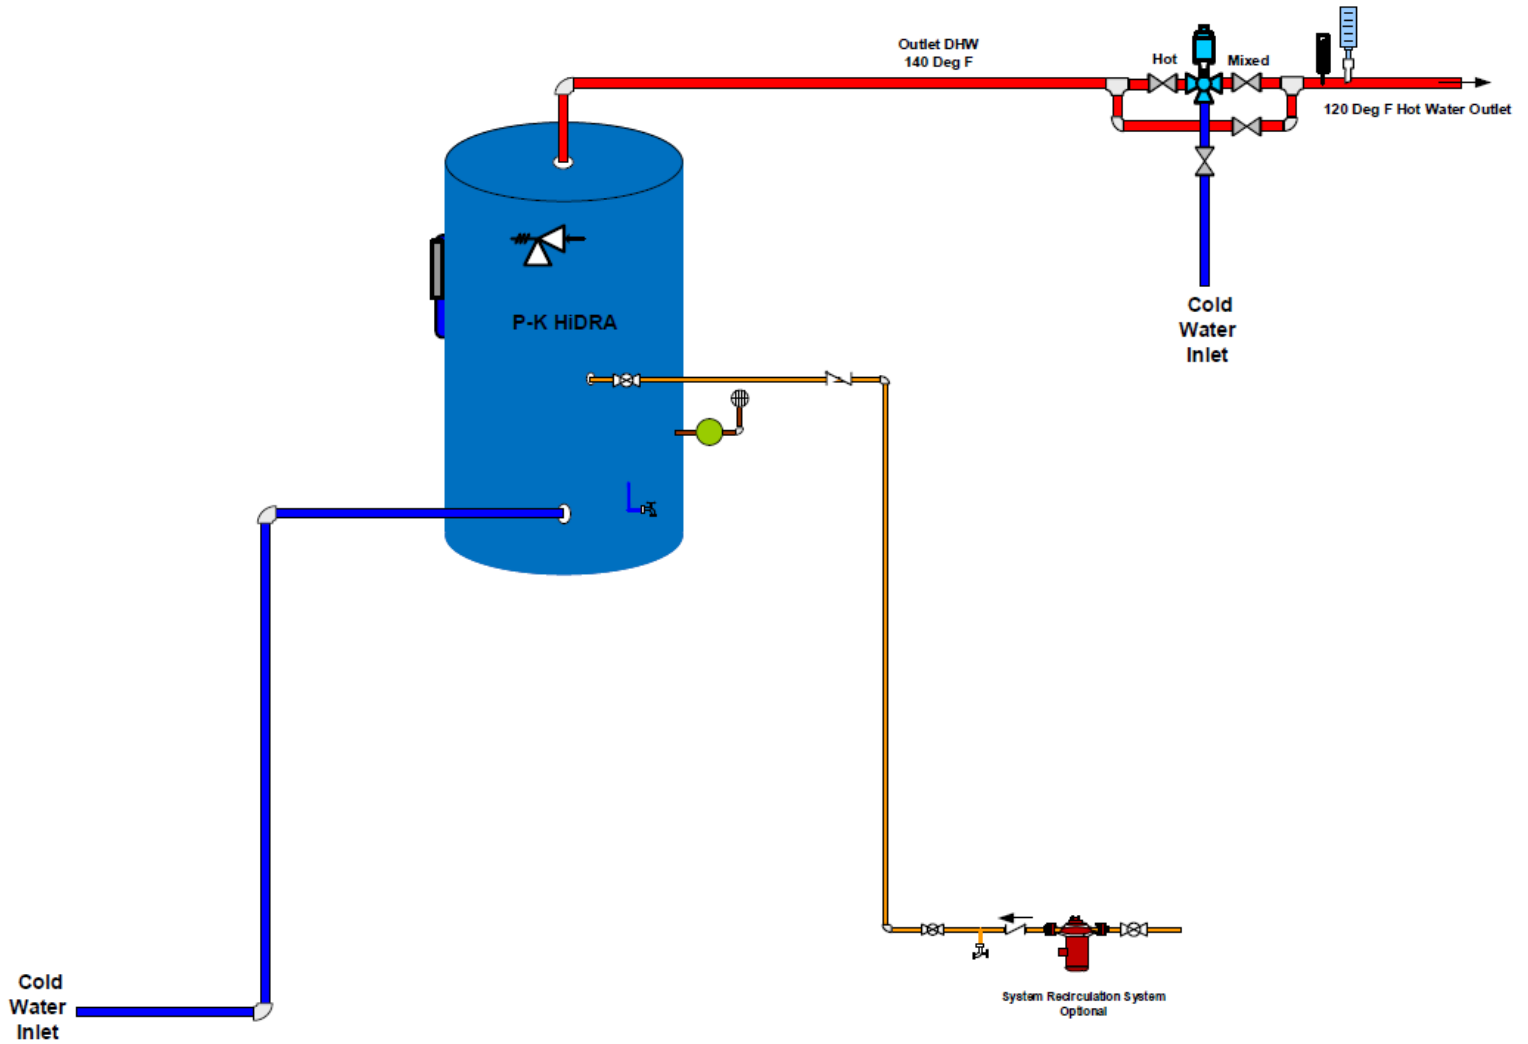 Outlet DHW
140 Deg F
Hot
Mixed
120 Deg F Hot Water Outlet
P-K HiDRA
Cold
Water
Inlet
Cold
Water
Inlet
System Recirculation System
Optional